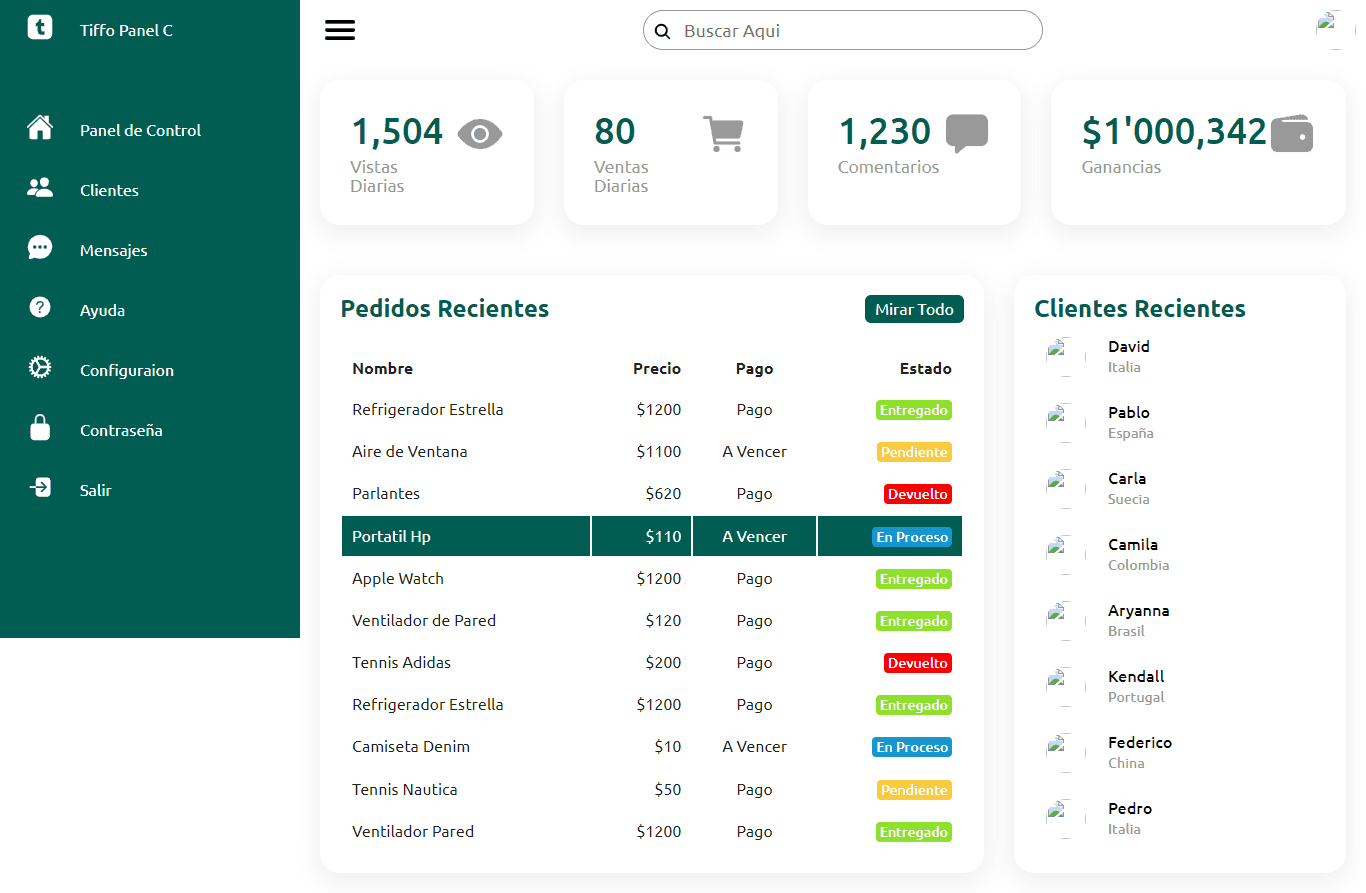 t Tiffo Panel C
Buscar Aqui
Panel de Control
Clientes
Mensajes
? Ayuda
Configuraion
Contraseña
Salir
1,504
Vistas
Diarias
80
Ventas
Diarias
1,230
Comentarios
$1'000,342
Ganancias
Pedidos Recientes
Mirar Todo
Nombre Precio Pago Estado
Refrigerador Estrella $1200 Pago Entregado
Aire de Ventana $1100 A Vencer Pendiente
Parlantes $620 Pago Devuelto
Portatil Hp $110 A Vencer En Proceso
Apple Watch $1200 Pago Entregado
Ventilador de Pared $120 Pago Entregado
Tennis Adidas $200 Pago Devuelto
Refrigerador Estrella $1200 Pago Entregado
Camiseta Denim $10 A Vencer En Proceso
Tennis Nautica $50 Pago Pendiente
Ventilador Pared $1200 Pago Entregado
Clientes Recientes
David
Italia
Pablo
España
Carla
Suecia
Camila
Colombia
Aryanna
Brasil
Kendall
Portugal
Federico
China
Pedro
Italia